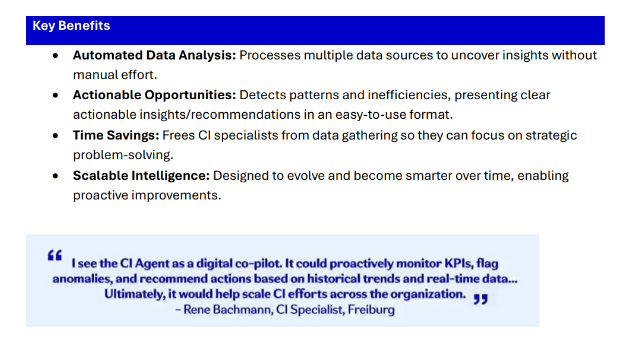 Key Benefits
• Automated Data Analysis: Processes multiple data sources to uncover insights without
manual effort.
• Actionable Opportunities: Detects patterns and inefficiencies, presenting clear
actionable insights/recommendations in an easy-to-use format.
• Time Savings: Frees CI specialists from data gathering so they can focus on strategic
problem-solving.
• Scalable Intelligence: Designed to evolve and become smarter over time, enabling
proactive improvements.
“ I see the CI Agent as a digital co-pilot. It could proactively monitor KPIs, flag
anomalies, and recommend actions based on historical trends and real-time data...
Ultimately, it would help scale CI efforts across the organization. ”
– Rene Bachmann, CI Specialist, Freiburg